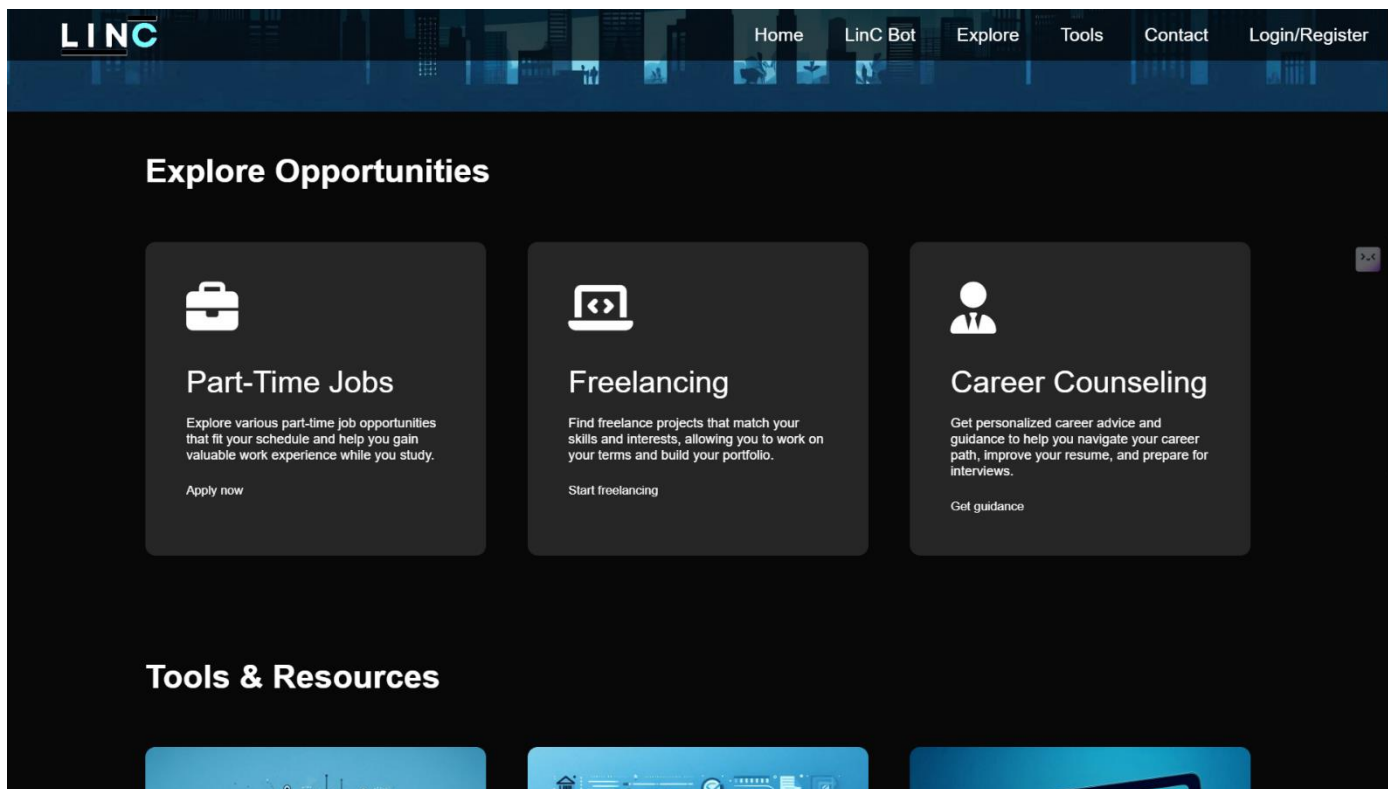 LINC
Home LinC Bot Explore Tools Contact Login/Register
Explore Opportunities
Part-Time Jobs
Explore various part-time job opportunities
that fit your schedule and help you gain
valuable work experience while you study.
Apply now
Freelancing
Find freelance projects that match your
skills and interests, allowing you to work on
your terms and build your portfolio.
Start freelancing
Career Counseling
Get personalized career advice and
guidance to help you navigate your career
path, improve your resume, and prepare for
interviews.
Get guidance
Tools & Resources